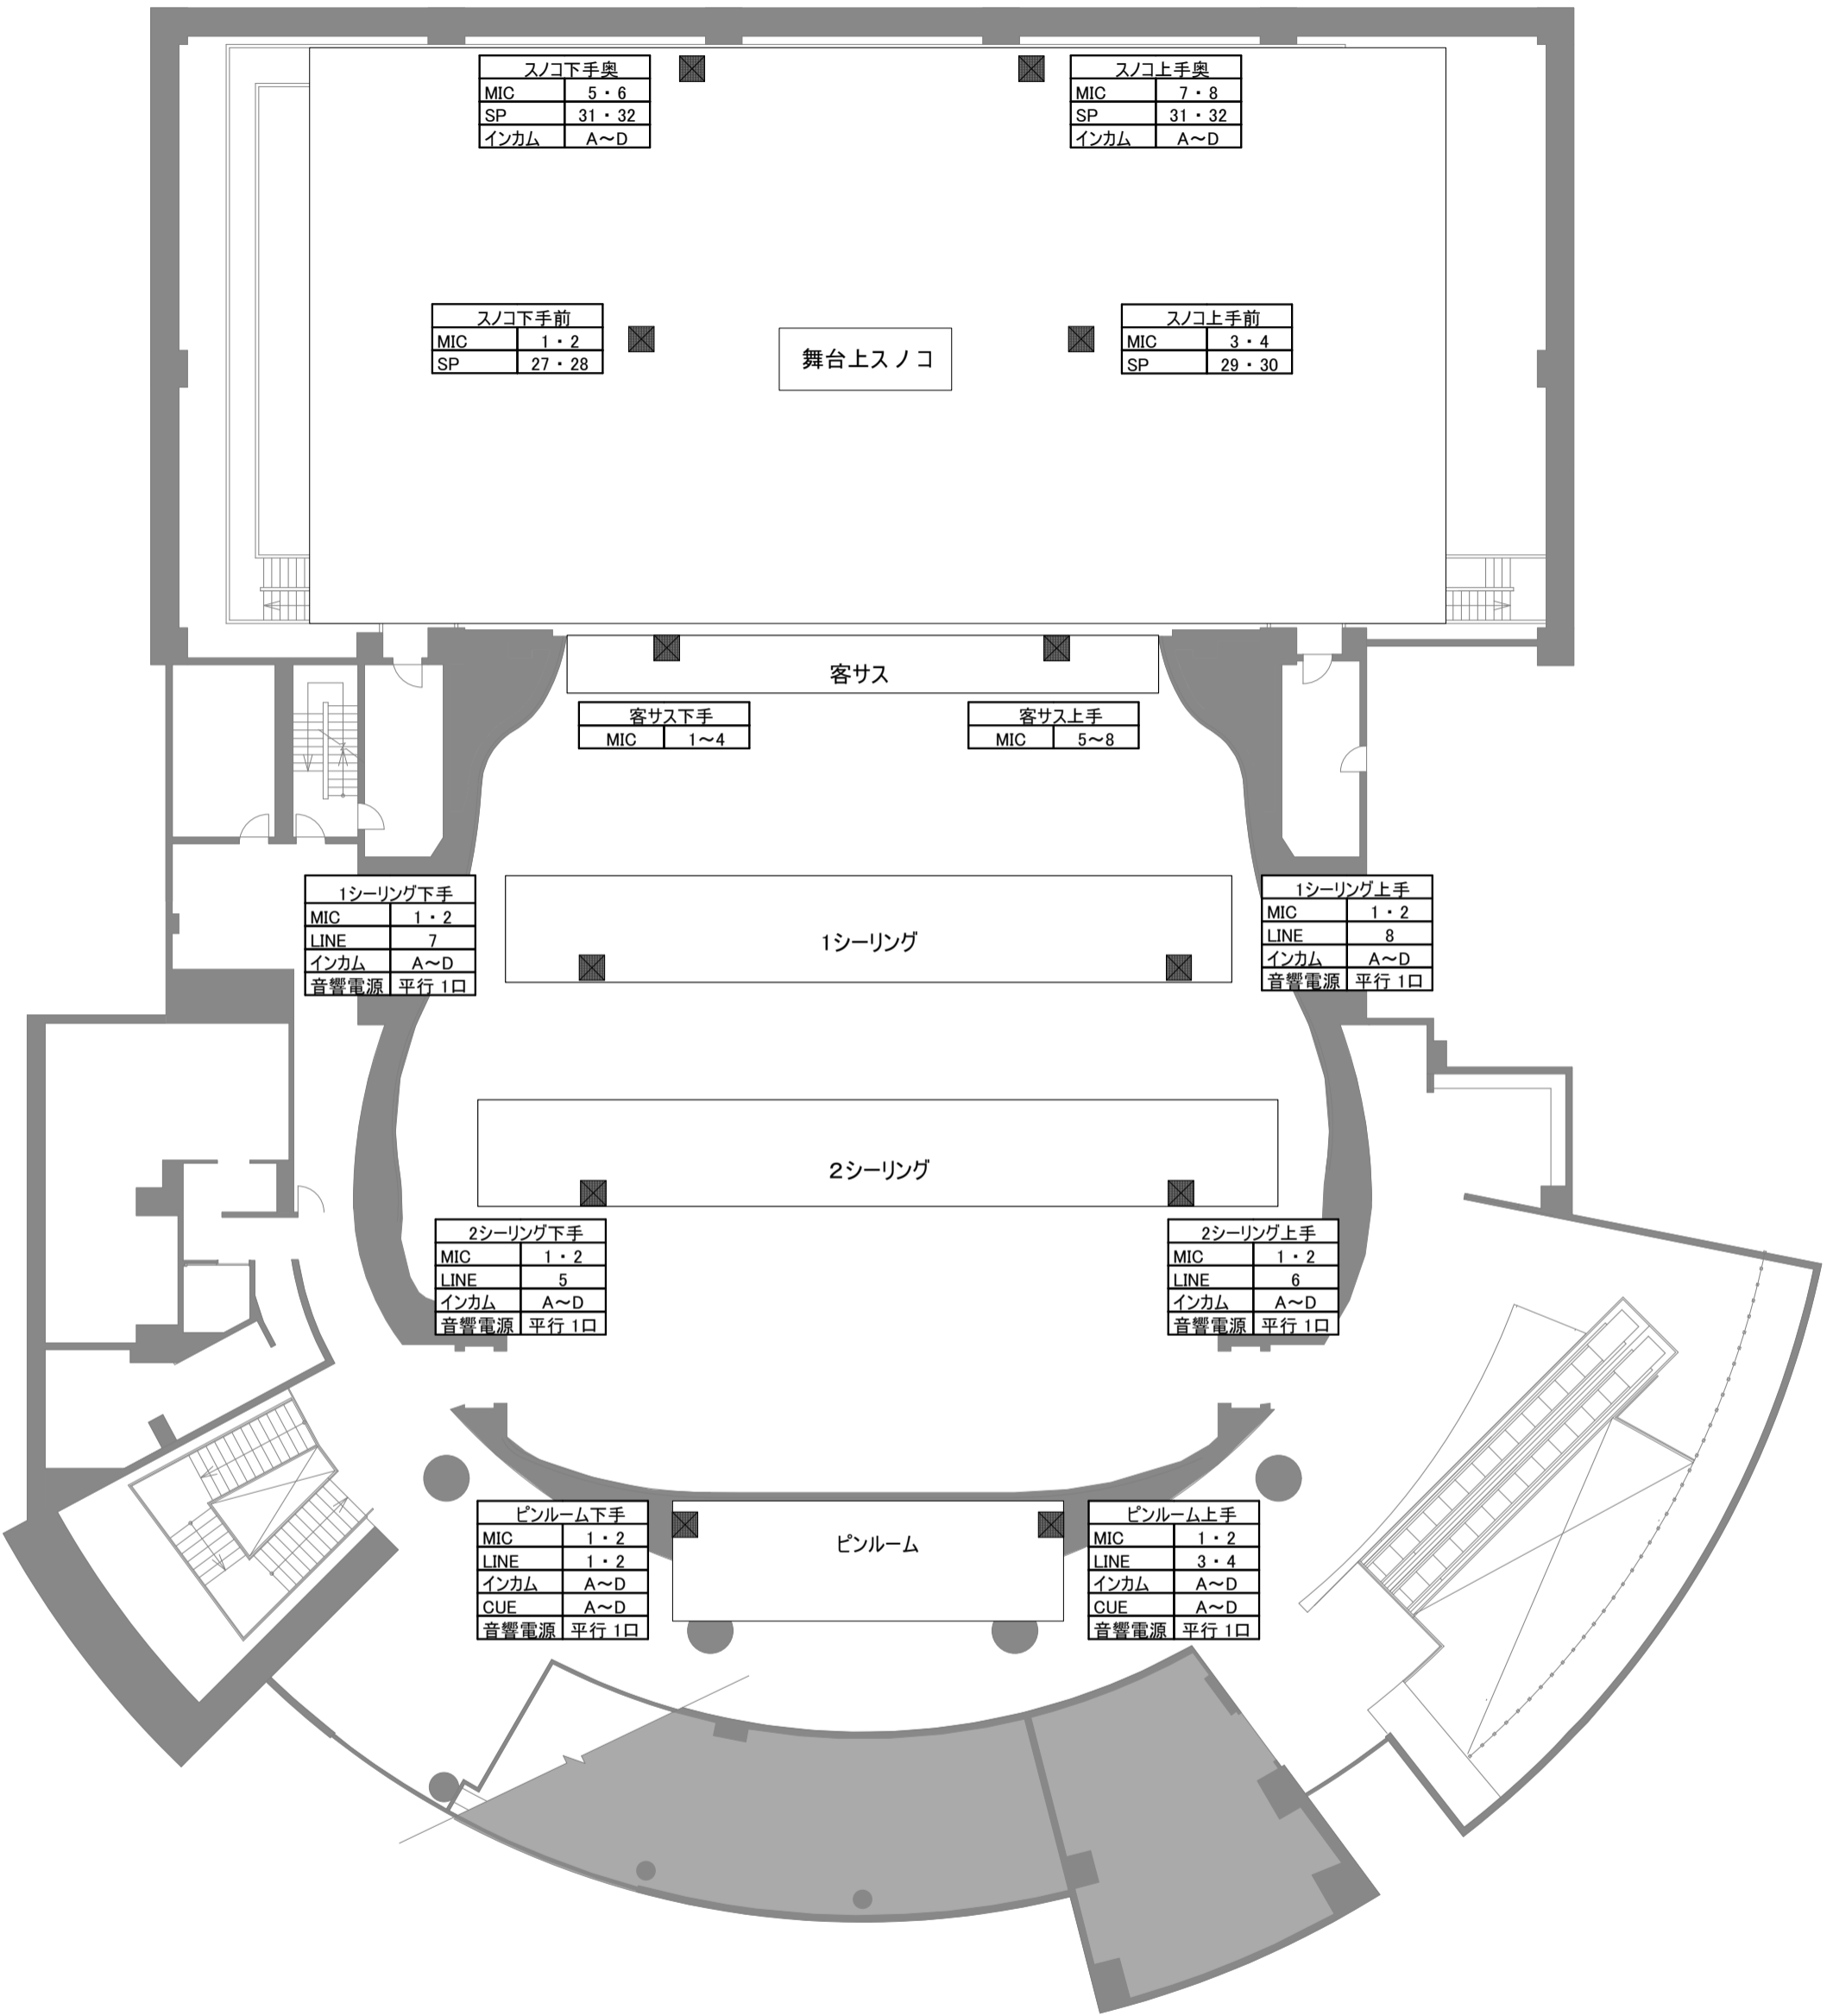 スノコ下手奥
MIC 5・6
SP 31・32
インカム A～D
スノコ上手奥
MIC 7・8
SP 31・32
インカム A～D
スノコ下手前
MIC 1・2
SP 27・28
舞台上スノコ
スノコ上手前
MIC 3・4
SP 29・30
客サス
客サス下手
MIC 1～4
客サス上手
MIC 5～8
1シーリング下手
MIC 1・2
LINE 7
インカム A～D
音響電源 平行 1口
1シーリング
1シーリング上手
MIC 1・2
LINE 8
インカム A～D
音響電源 平行 1口
2シーリング
2シーリング下手
MIC 1・2
LINE 5
インカム A～D
音響電源 平行 1口
2シーリング上手
MIC 1・2
LINE 6
インカム A～D
音響電源 平行 1口
ピンルーム下手
MIC 1・2
LINE 1・2
インカム A～D
CUE A～D
音響電源 平行 1口
ピンルーム
ピンルーム上手
MIC 1・2
LINE 3・4
インカム A～D
CUE A～D
音響電源 平行 1口